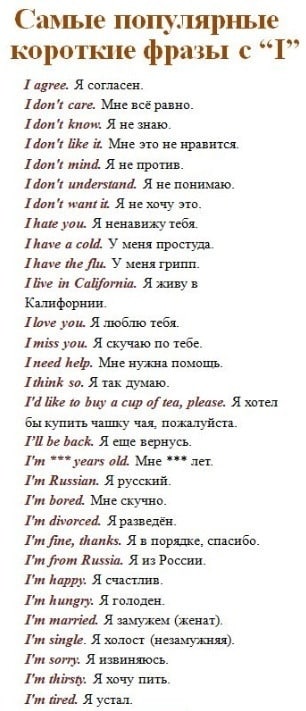 Самые популярные
короткие фразы с “I”
I agree. Я согласен.
I don't care. Мне всё равно.
I don't know. Я не знаю.
I don't like it. Мне это не нравится.
I don't mind. Я не против.
I don't understand. Я не понимаю.
I don't want it. Я не хочу это.
I hate you. Я ненавижу тебя.
I have a cold. У меня простуда.
I have the flu. У меня грипп.
I live in California. Я живу в
Калифорнии.
I love you. Я люблю тебя.
I miss you. Я скучаю по тебе.
I need help. Мне нужна помощь.
I think so. Я так думаю.
I'd like to buy a cup of tea, please. Я хотел
бы купить чашку чая, пожалуйста.
I'll be back. Я еще вернусь.
I'm *** years old. Мне *** лет.
I'm Russian. Я русский.
I'm bored. Мне скучно.
I'm divorced. Я разведён.
I'm fine, thanks. Я в порядке, спасибо.
I'm from Russia. Я из России.
I'm happy. Я счастлив.
I'm hungry. Я голоден.
I'm married. Я замужем (женат).
I'm single. Я холост (незамужняя).
I'm sorry. Я извиняюсь.
I'm thirsty. Я хочу пить.
I'm tired. Я устал.